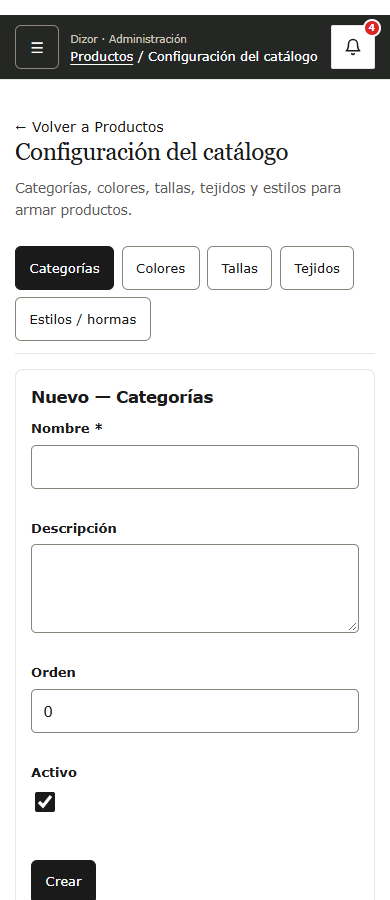 Dizor · Administración
Productos / Configuración del catálogo
4
← Volver a Productos
Configuración del catálogo
Categorías, colores, tallas, tejidos y estilos para
armar productos.
Categorías
Colores
Tallas
Tejidos
Estilos / hormas
Nuevo — Categorías
Nombre *
Descripción
Orden
0
Activo
Crear